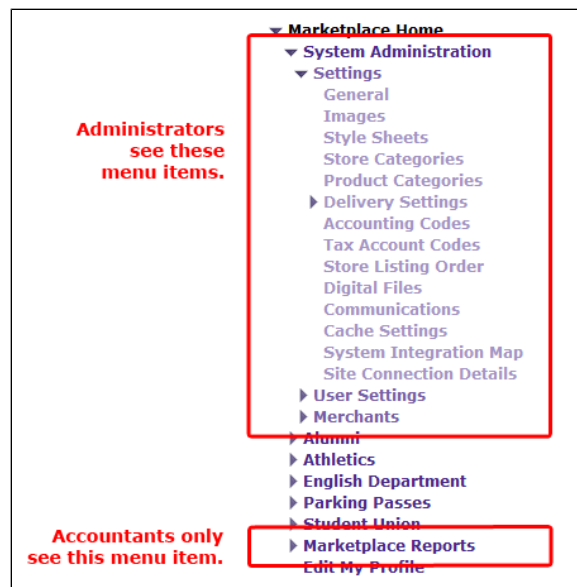 Marketplace Home
System Administration
Settings
General
Images
Style Sheets
Store Categories
Product Categories
Delivery Settings
Accounting Codes
Tax Account Codes
Store Listing Order
Digital Files
Communications
Cache Settings
System Integration Map
Site Connection Details
User Settings
Merchants
Alumni
Athletics
English Department
Parking Passes
Student Union
Marketplace Reports
Edit My Profile
Administrators
see these
menu items.
Accountants only
see this menu item.